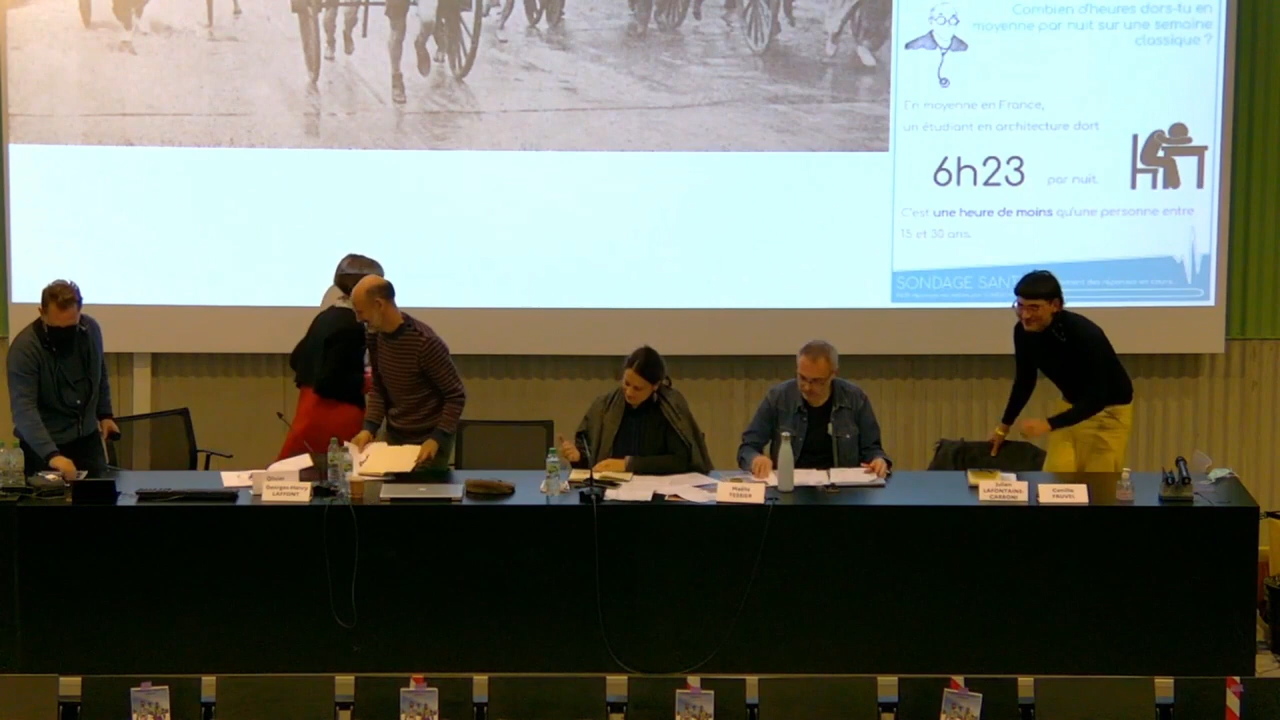 Combien d'heures dors-tu en
moyenne par nuit sur une semaine
classique ?
En moyenne en France,
un étudiant en architecture dort
6h23 par nuit.
C'est une heure de moins qu'une personne entre
15 et 30 ans.
SONDAGE SANT
Olivier
Georges-Henry
LAFFONT
Maëlle
TESSIER
Julien
LAFONTAINE
CARBONI
Camille
FAUVEL